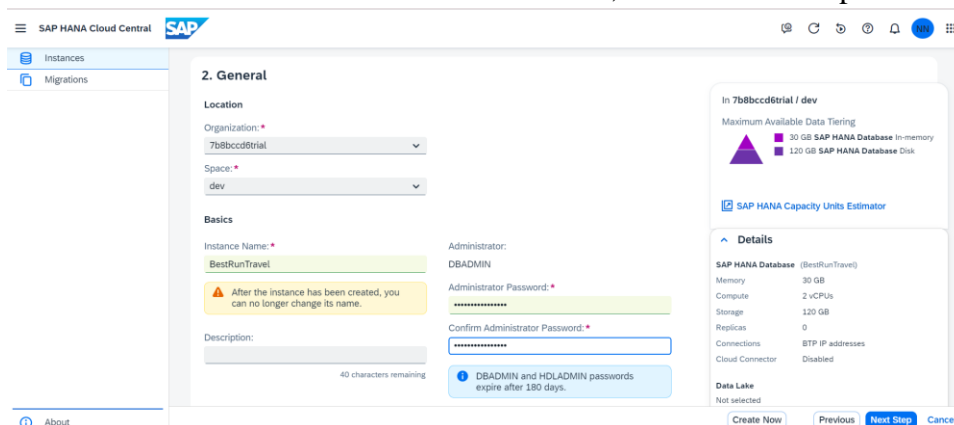 SAP HANA Cloud Central
SAP
NN
Instances
Migrations
About
2. General
Location
Organization: *
7b8bccd6trial
Space: *
dev
Basics
Instance Name: *
BestRunTravel
After the instance has been created, you
can no longer change its name.
Description:
40 characters remaining
Administrator:
DBADMIN
Administrator Password: *
••••••••••••••••
Confirm Administrator Password: *
••••••••••••••••
DBADMIN and HDLADMIN passwords
expire after 180 days.
In 7b8bccd6trial / dev
Maximum Available Data Tiering
30 GB SAP HANA Database In-memory
120 GB SAP HANA Database Disk
SAP HANA Capacity Units Estimator
Details
SAP HANA Database (BestRunTravel)
Memory 30 GB
Compute 2 vCPUs
Storage 120 GB
Replicas 0
Connections BTP IP addresses
Cloud Connector Disabled
Data Lake
Not selected
Create Now Previous Next Step Cance